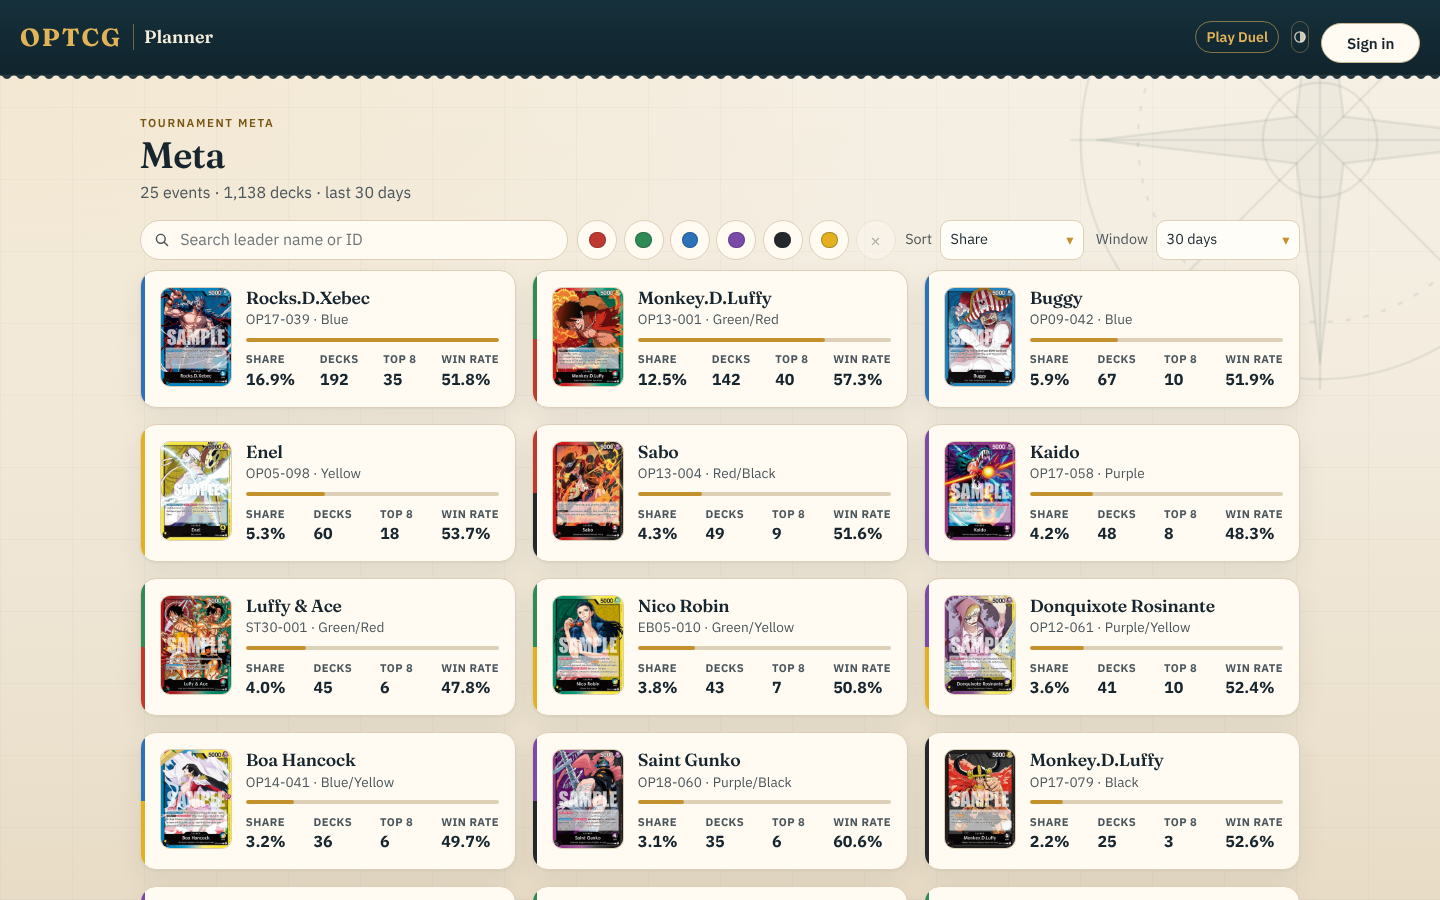 OPTCG Planner
Play Duel
Sign in
TOURNAMENT META
Meta
25 events · 1,138 decks · last 30 days
Search leader name or ID
×
Sort
Share
Window
30 days
Rocks.D.Xebec
OP17-039 · Blue
SHARE DECKS TOP 8 WIN RATE
16.9% 192 35 51.8%
SAMPLE
Monkey.D.Luffy
OP13-001 · Green/Red
SHARE DECKS TOP 8 WIN RATE
12.5% 142 40 57.3%
Buggy
OP09-042 · Blue
SHARE DECKS TOP 8 WIN RATE
5.9% 67 10 51.9%
Enel
OP05-098 · Yellow
SHARE DECKS TOP 8 WIN RATE
5.3% 60 18 53.7%
SAMPLE
Sabo
OP13-004 · Red/Black
SHARE DECKS TOP 8 WIN RATE
4.3% 49 9 51.6%
Kaido
OP17-058 · Purple
SHARE DECKS TOP 8 WIN RATE
4.2% 48 8 48.3%
SAMPLE
Luffy & Ace
ST30-001 · Green/Red
SHARE DECKS TOP 8 WIN RATE
4.0% 45 6 47.8%
SAMPLE
Nico Robin
EB05-010 · Green/Yellow
SHARE DECKS TOP 8 WIN RATE
3.8% 43 7 50.8%
SAMPLE
Donquixote Rosinante
OP12-061 · Purple/Yellow
SHARE DECKS TOP 8 WIN RATE
3.6% 41 10 52.4%
SAMPLE
Boa Hancock
OP14-041 · Blue/Yellow
SHARE DECKS TOP 8 WIN RATE
3.2% 36 6 49.7%
SAMPLE
Saint Gunko
OP18-060 · Purple/Black
SHARE DECKS TOP 8 WIN RATE
3.1% 35 6 60.6%
SAMPLE
Monkey.D.Luffy
OP17-079 · Black
SHARE DECKS TOP 8 WIN RATE
2.2% 25 3 52.6%
SAMPLE